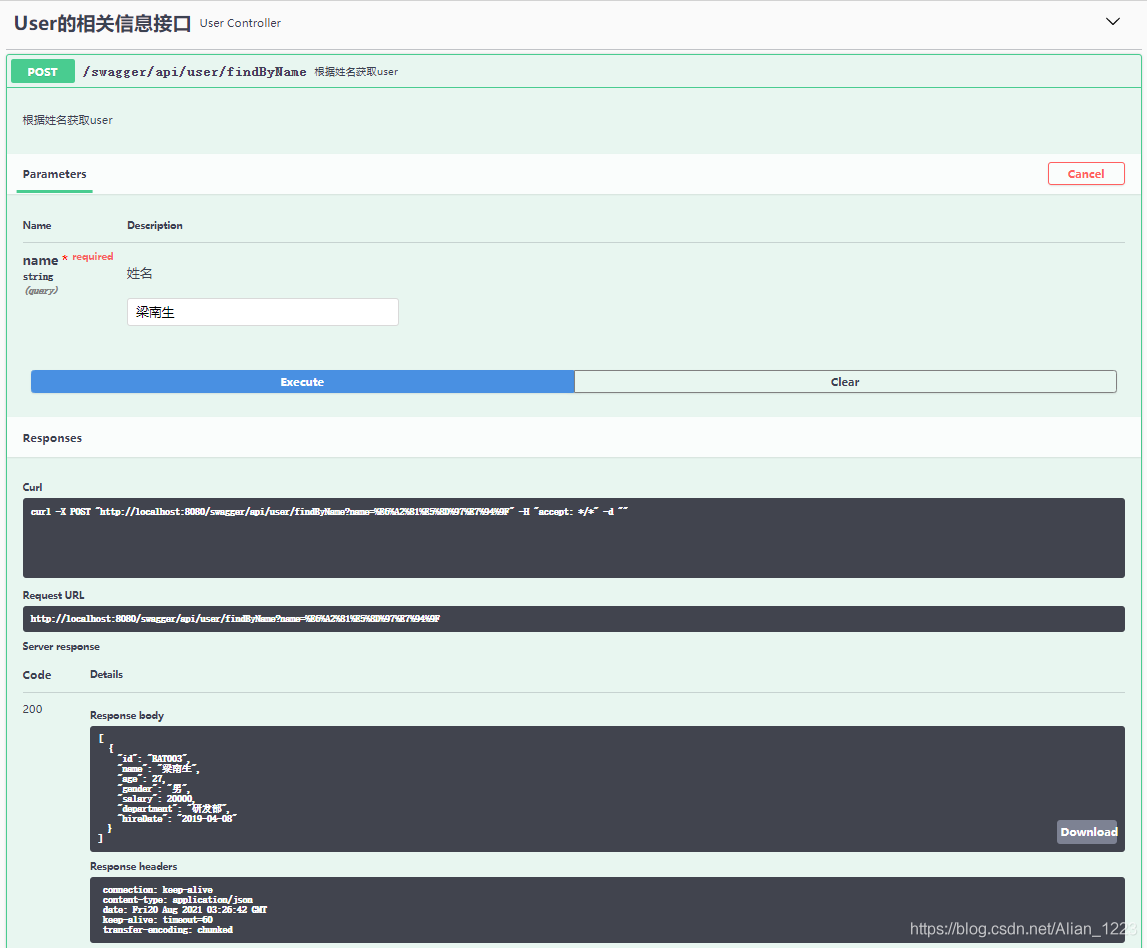 User的相关信息接口 User Controller
POST /swagger/api/user/findByName 根据姓名获取user
根据姓名获取user
Parameters Cancel
Name Description
name * required
string
(query)
姓名
梁南生
Execute Clear
Responses
Curl
curl -X POST "http://localhost:8080/swagger/api/user/findByName?name=%E6%A2%81%E5%8D%97%E7%94%9F" -H "accept: */*" -d ""
Request URL
http://localhost:8080/swagger/api/user/findByName?name=%E6%A2%81%E5%8D%97%E7%94%9F
Server response
Code Details
200
Response body
[
{
"id": "BAT003",
"name": "梁南生",
"age": 27,
"gender": "男",
"salary": 20000,
"department": "研发部",
"hireDate": "2019-04-08"
}
]
Download
Response headers
connection: keep-alive
content-type: application/json
date: Fri20 Aug 2021 03:26:42 GMT
keep-alive: timeout=60
transfer-encoding: chunked
https://blog.csdn.net/Alian_1223